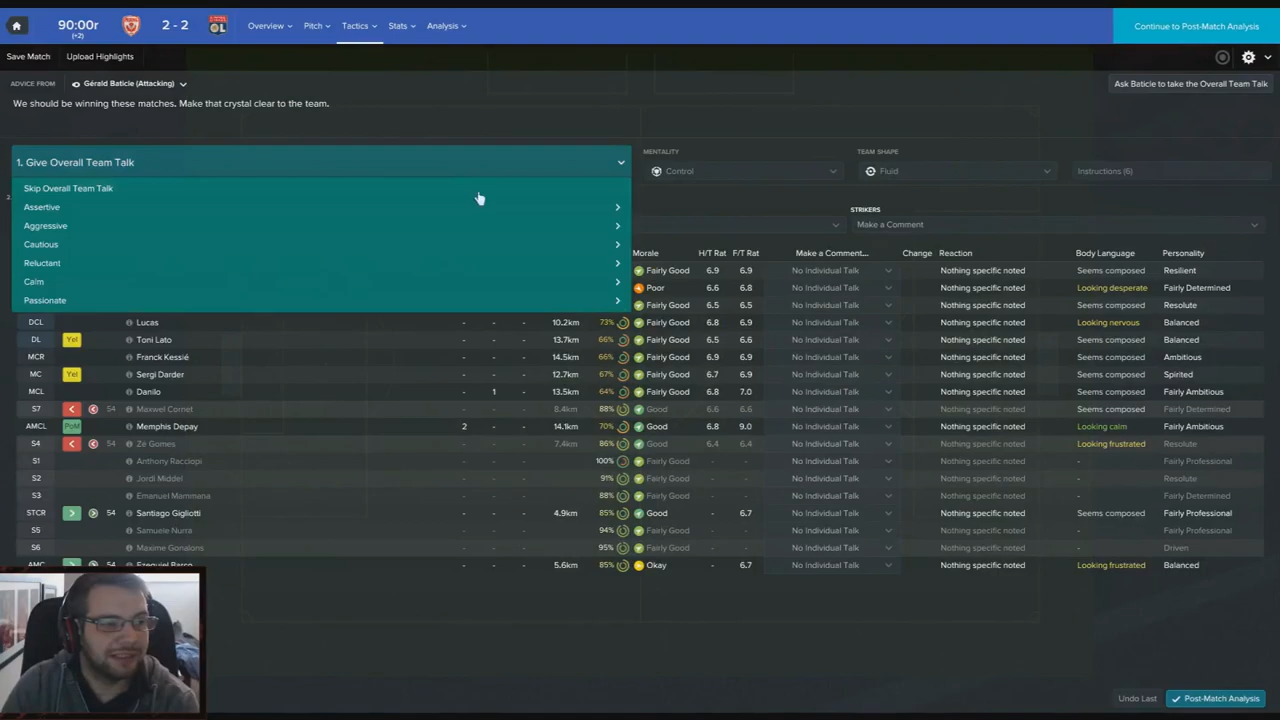 90:00r 2 - 2 OL Overview Pitch Tactics Stats Analysis Continue to Post-Match Analysis
(+2)
Save Match Upload Highlights
ADVICE FROM Gérald Baticle (Attacking) Ask Baticle to take the Overall Team Talk
We should be winning these matches. Make that crystal clear to the team.
1. Give Overall Team Talk MENTALITY TEAM SHAPE
Control Fluid Instructions (6)
Skip Overall Team Talk
2.
Assertive STRIKERS
Aggressive Make a Comment
Cautious Morale H/T Rat F/T Rat Make a Comment... Change Reaction Body Language Personality
Reluctant Fairly Good 6.9 6.9 No Individual Talk Nothing specific noted Seems composed Resilient
Calm Poor 6.6 6.8 No Individual Talk Nothing specific noted Looking desperate Fairly Determined
Passionate Fairly Good 6.5 6.5 No Individual Talk Nothing specific noted Seems composed Resolute
DCL Lucas - - - 10.2km 73% Fairly Good 6.8 6.9 No Individual Talk Nothing specific noted Looking nervous Balanced
DL Yel Toni Lato - - - 13.7km 66% Fairly Good 6.5 6.6 No Individual Talk Nothing specific noted Seems composed Balanced
MCR Franck Kessié - - - 14.5km 66% Fairly Good 6.9 6.9 No Individual Talk Nothing specific noted Seems composed Ambitious
MC Yel Sergi Darder - - - 12.7km 67% Fairly Good 6.7 6.9 No Individual Talk Nothing specific noted Seems composed Spirited
MCL Danilo - 1 - 13.5km 64% Fairly Good 6.8 7.0 No Individual Talk Nothing specific noted Seems composed Fairly Ambitious
S7 54 Maxwel Cornet - - - 8.4km 88% Good 6.6 6.6 No Individual Talk Nothing specific noted Seems composed Fairly Determined
AMCL PoM Memphis Depay 2 - - 14.1km 70% Good 6.8 9.0 No Individual Talk Nothing specific noted Looking calm Fairly Ambitious
S4 54 Zé Gomes - - - 7.4km 86% Good 6.4 6.4 No Individual Talk Nothing specific noted Looking frustrated Resolute
S1 Anthony Racioppi - - - 100% Fairly Good - - No Individual Talk Nothing specific noted - Fairly Professional
S2 Jordi Middel - - - 91% Fairly Good - - No Individual Talk Nothing specific noted - Resolute
S3 Emanuel Mammana - - - 88% Fairly Good - - No Individual Talk Nothing specific noted - Fairly Determined
STCR 54 Santiago Gigliotti - - - 4.9km 85% Good - 6.7 No Individual Talk Nothing specific noted Seems composed Fairly Professional
S5 Samuele Nurra - - - 94% Fairly Good - - No Individual Talk Nothing specific noted - Fairly Professional
S6 Maxime Gonalons - - - 95% Fairly Good - - No Individual Talk Nothing specific noted - Driven
AMC 54 Ezequiel Barco - - - 5.6km 85% Okay - 6.7 No Individual Talk Nothing specific noted Looking frustrated Balanced
Undo Last Post-Match Analysis